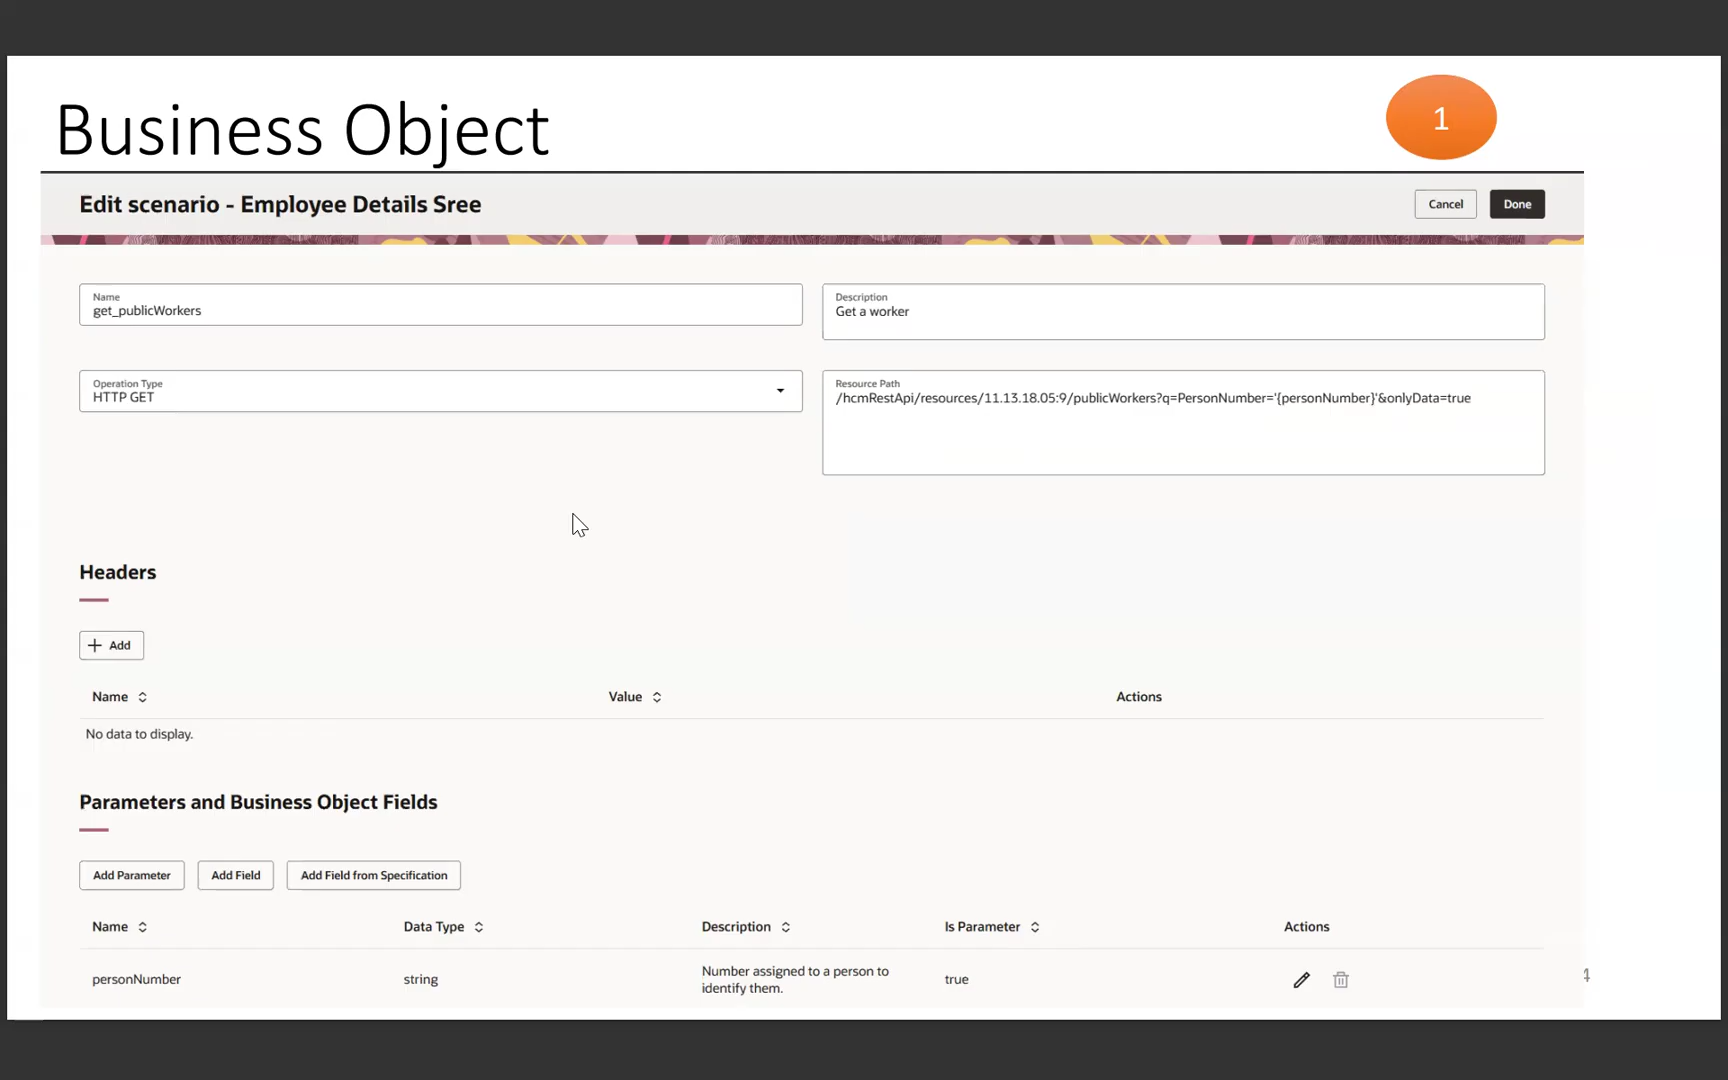 Business Object
1
Edit scenario - Employee Details Sree
Cancel
Done
Name
get_publicWorkers
Description
Get a worker
Operation Type
HTTP GET
Resource Path
/hcmRestApi/resources/11.13.18.05:9/publicWorkers?q=PersonNumber='{personNumber}'&onlyData=true
Headers
+ Add
Name Value Actions
No data to display.
Parameters and Business Object Fields
Add Parameter Add Field Add Field from Specification
Name Data Type Description Is Parameter Actions
personNumber string Number assigned to a person to true
identify them.
4